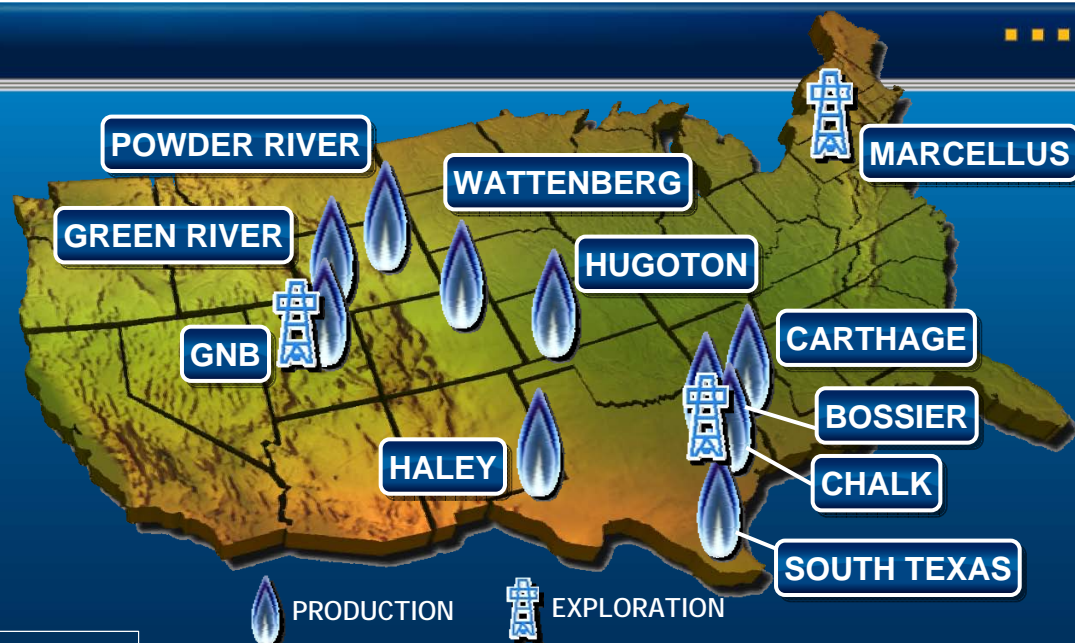 POWDER RIVER
MARCELLUS
WATTENBERG
GREEN RIVER
HUGOTON
CARTHAGE
GNB
BOSSIER
HALEY
CHALK
SOUTH TEXAS
PRODUCTION
EXPLORATION